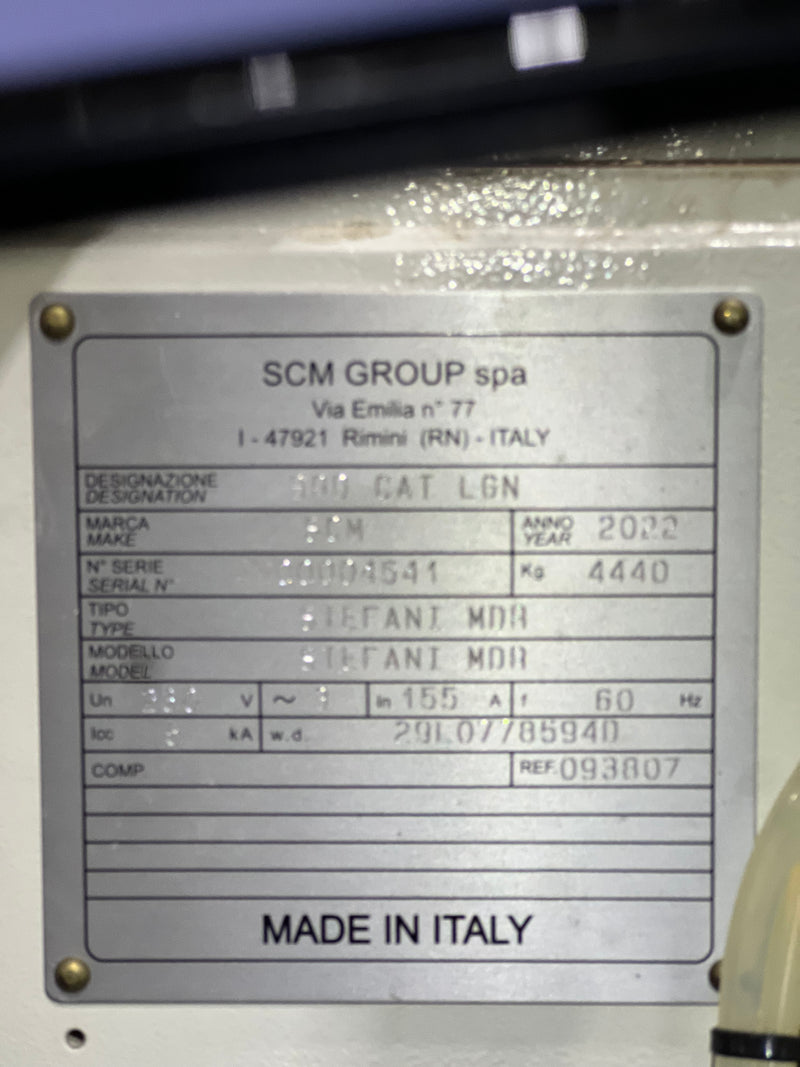 SCM GROUP spa
Via Emilia n° 77
I - 47921 Rimini (RN) - ITALY
DESIGNAZIONE
DESIGNATION
CAT LGN
MARCA
MAKE
SCM
ANNO
YEAR
2022
N° SERIE
SERIAL N°
Kg 4440
TIPO
TYPE
STEFANI MDR
MODELLO
MODEL
STEFANI MDR
Un V ~ In 155 A f 60 Hz
Icc kA w.d. 29L0778594D
COMP. REF. 093807
MADE IN ITALY